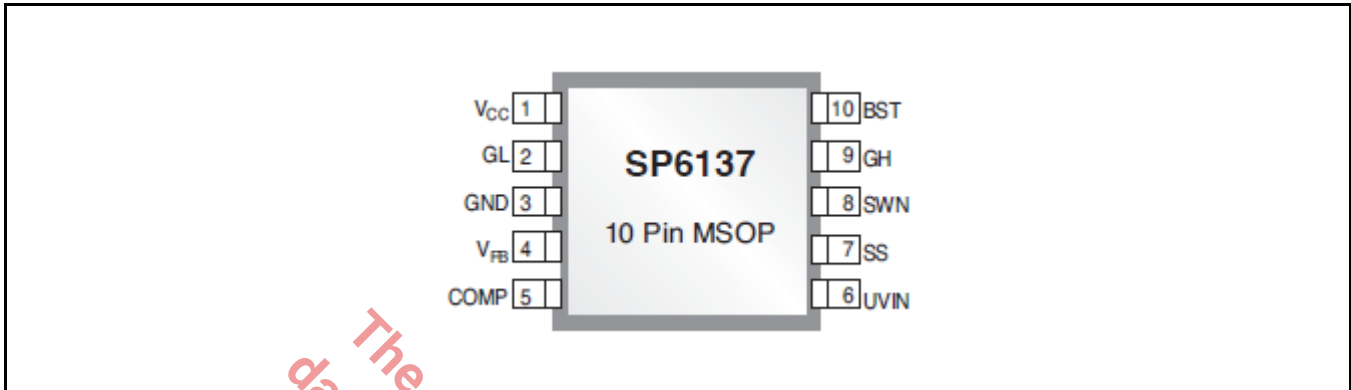 VCC 1
GL 2
GND 3
VFB 4
COMP 5
SP6137
10 Pin MSOP
10 BST
9 GH
8 SWN
7 SS
6 UVIN
The